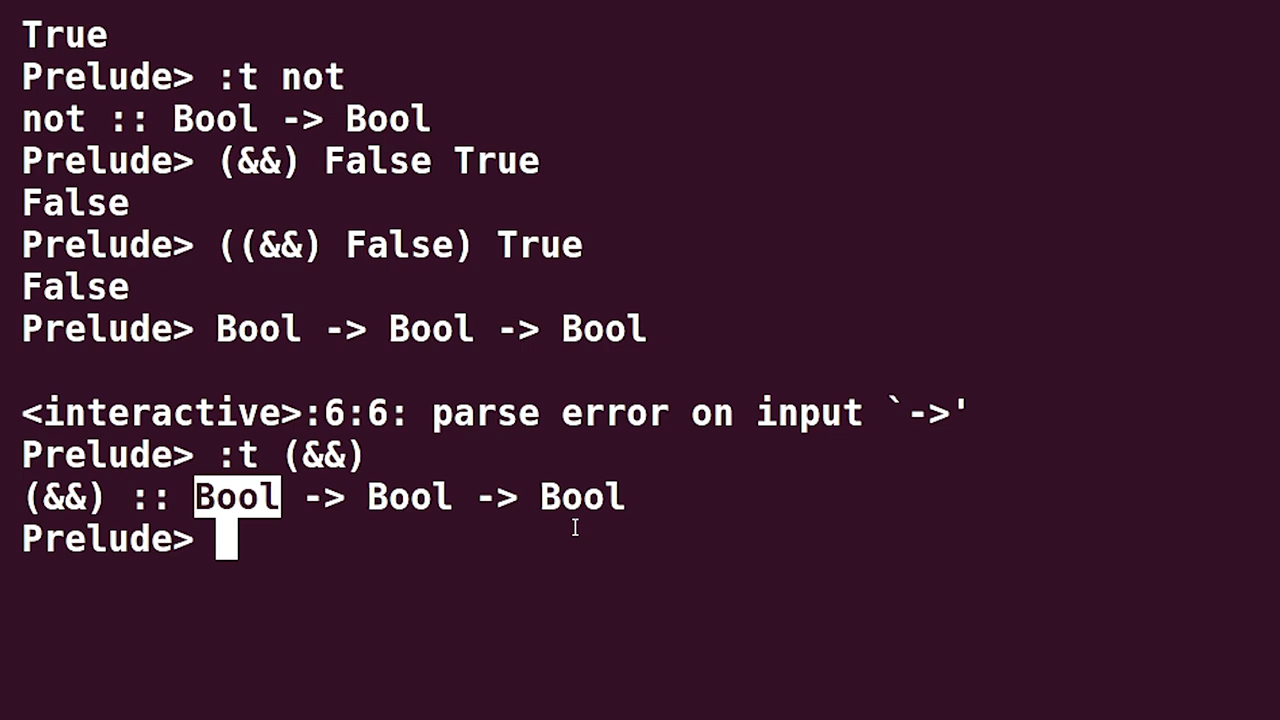 True
Prelude> :t not
not :: Bool -> Bool
Prelude> (&&) False True
False
Prelude> ((&&) False) True
False
Prelude> Bool -> Bool -> Bool
<interactive>:6:6: parse error on input `->'
Prelude> :t (&&)
(&&) :: Bool -> Bool -> Bool
Prelude>